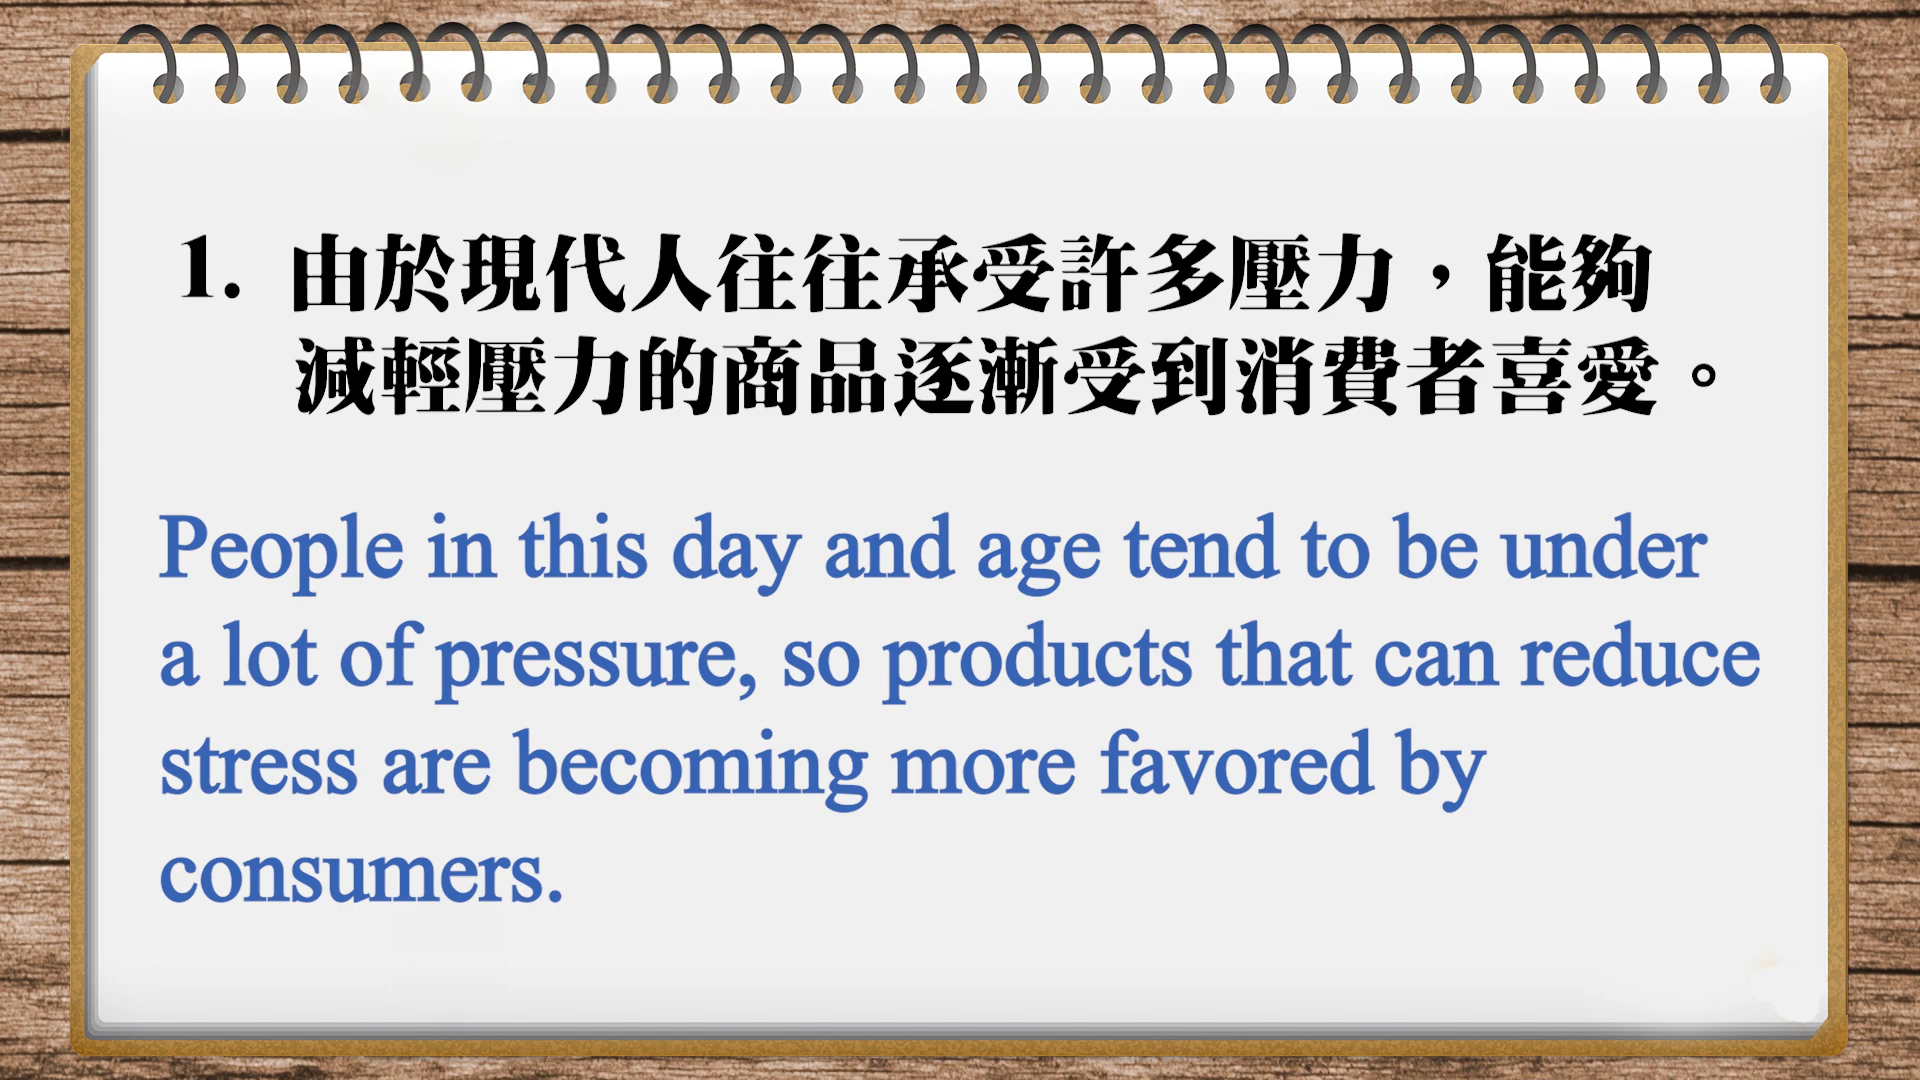 1. 由於現代人往往承受許多壓力，能夠
減輕壓力的商品逐漸受到消費者喜愛。
People in this day and age tend to be under
a lot of pressure, so products that can reduce
stress are becoming more favored by
consumers.